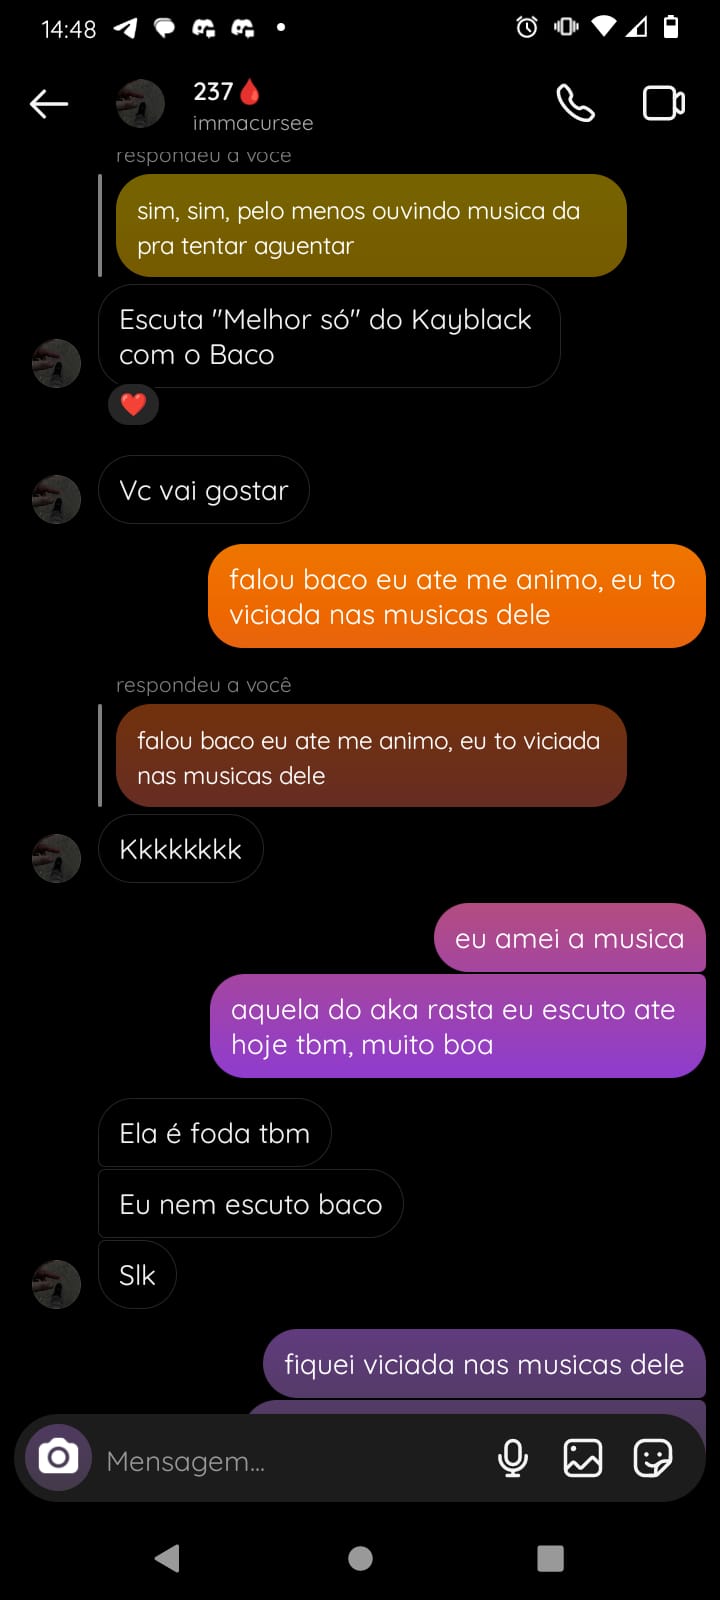 14:48
237🩸
immacursee
respondeu a você
sim, sim, pelo menos ouvindo musica da
pra tentar aguentar
Escuta "Melhor só" do Kayblack
com o Baco
❤️
Vc vai gostar
falou baco eu ate me animo, eu to
viciada nas musicas dele
respondeu a você
falou baco eu ate me animo, eu to viciada
nas musicas dele
Kkkkkkkk
eu amei a musica
aquela do aka rasta eu escuto ate
hoje tbm, muito boa
Ela é foda tbm
Eu nem escuto baco
Slk
fiquei viciada nas musicas dele
Mensagem...